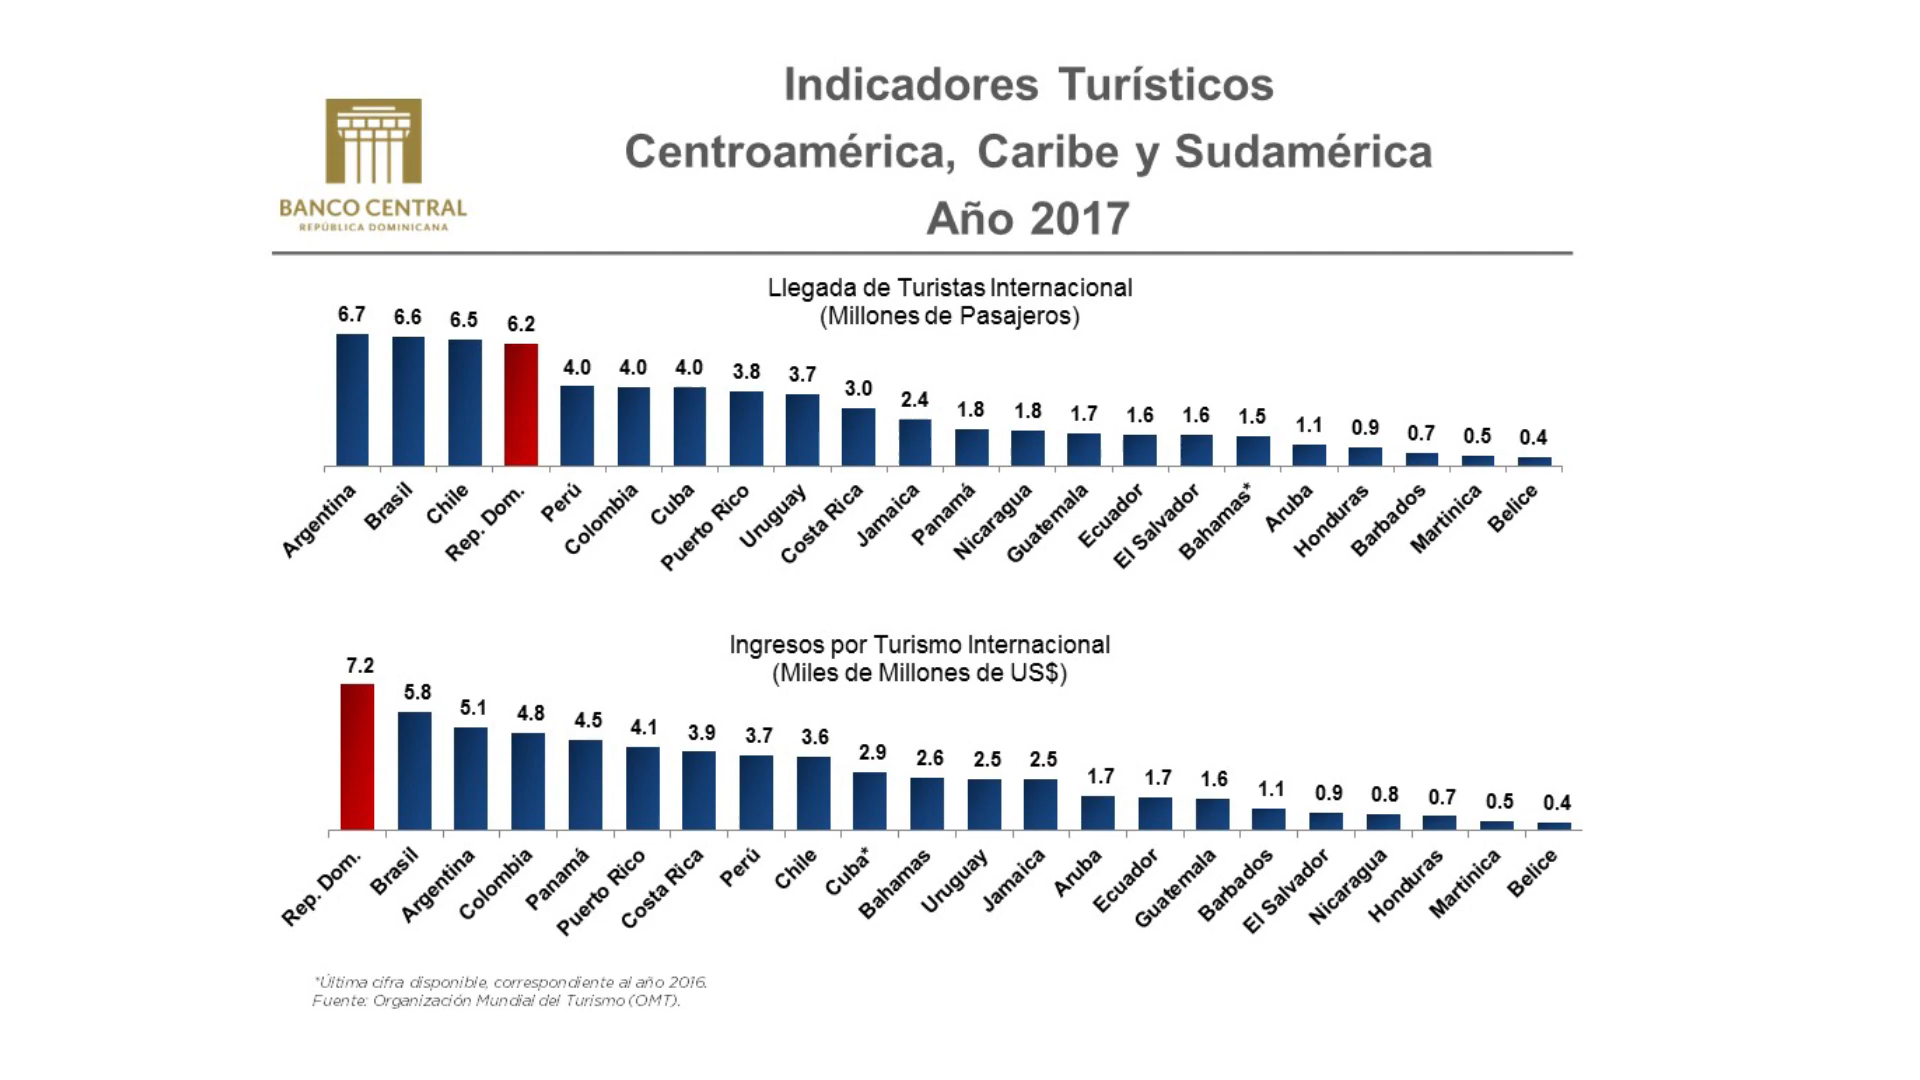 Indicadores Turísticos
Centroamérica, Caribe y Sudamérica
Año 2017
BANCO CENTRAL
REPÚBLICA DOMINICANA
Llegada de Turistas Internacional
(Millones de Pasajeros)
6.7 6.6 6.5 6.2 4.0 4.0 4.0 3.8 3.7 3.0 2.4 1.8 1.8 1.7 1.6 1.6 1.5 1.1 0.9 0.7 0.5 0.4
Argentina Brasil Chile Rep. Dom. Perú Colombia Cuba Puerto Rico Uruguay Costa Rica Jamaica Panamá Nicaragua Guatemala Ecuador El Salvador Bahamas* Aruba Honduras Barbados Martinica Belice
Ingresos por Turismo Internacional
(Miles de Millones de US$)
7.2 5.8 5.1 4.8 4.5 4.1 3.9 3.7 3.6 2.9 2.6 2.5 2.5 1.7 1.7 1.6 1.1 0.9 0.8 0.7 0.5 0.4
Rep. Dom. Brasil Argentina Colombia Panamá Puerto Rico Costa Rica Perú Chile Cuba* Bahamas Uruguay Jamaica Aruba Ecuador Guatemala Barbados El Salvador Nicaragua Honduras Martinica Belice
*Última cifra disponible, correspondiente al año 2016.
Fuente: Organización Mundial del Turismo (OMT).